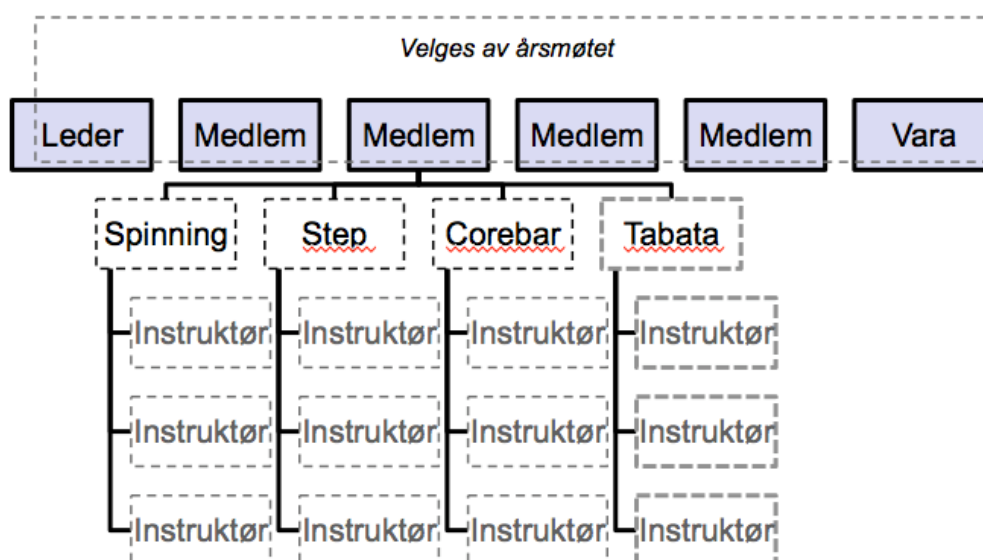 Velges av årsmøtet
Leder Medlem Medlem Medlem Medlem Vara
Spinning Step Corebar Tabata
Instruktør Instruktør Instruktør Instruktør
Instruktør Instruktør Instruktør Instruktør
Instruktør Instruktør Instruktør Instruktør